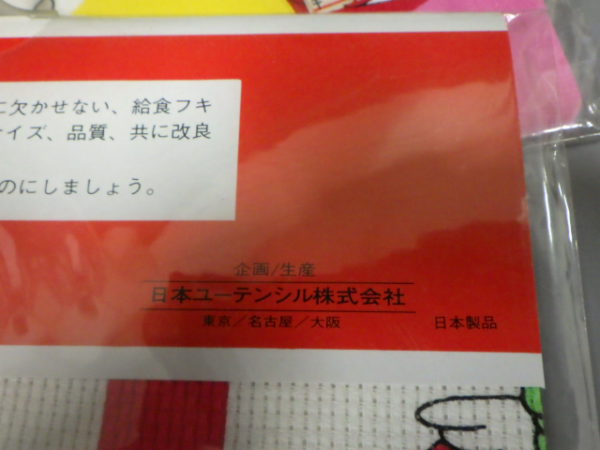 に欠かせない、給食フキ
イズ、品質、共に改良
のにしましょう。
企画/生産
日本ユーテンシル株式会社
東京／名古屋／大阪
日本製品